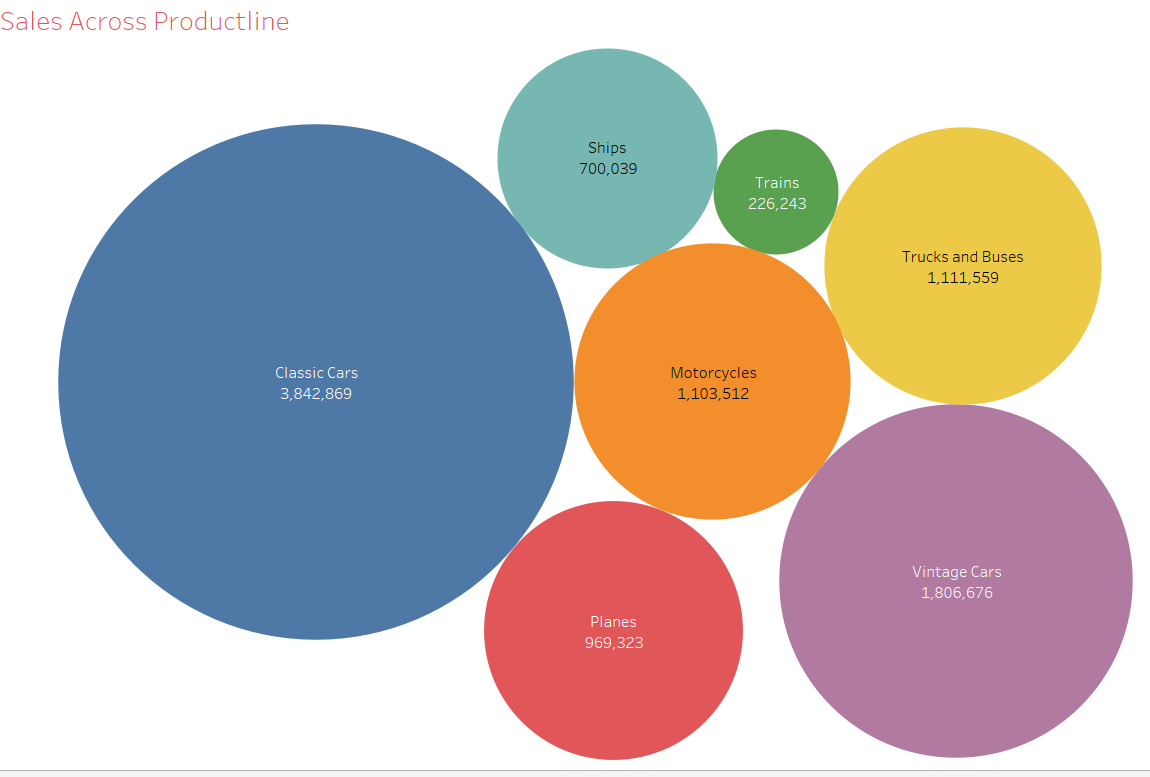 Sales Across Productline
Ships
700,039
Trains
226,243
Trucks and Buses
1,111,559
Classic Cars
3,842,869
Motorcycles
1,103,512
Vintage Cars
1,806,676
Planes
969,323